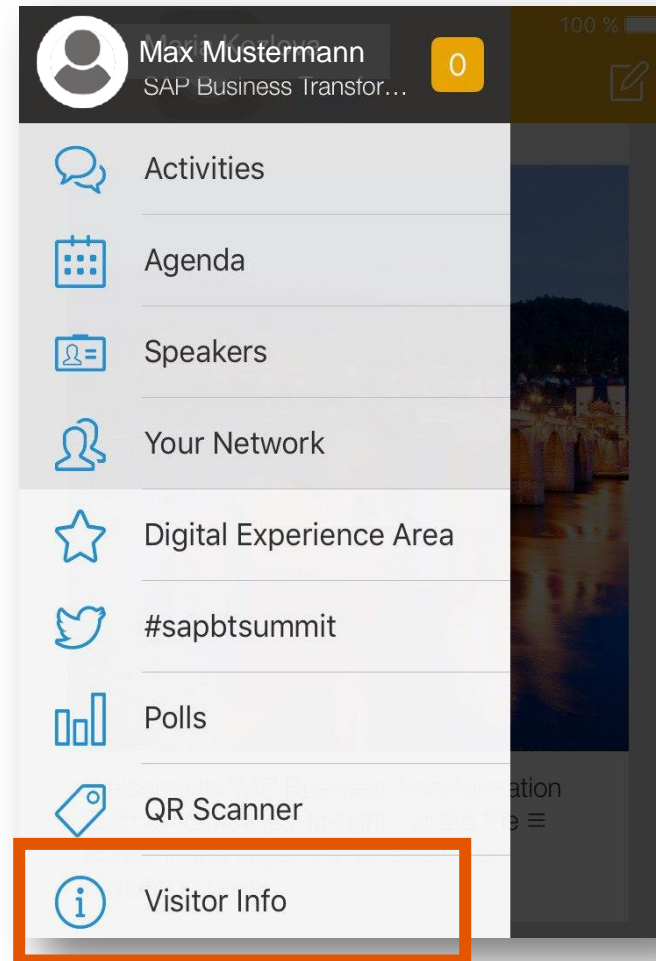 100 %
Max Mustermann
SAP Business Transfor...
0
Activities
Agenda
Speakers
Your Network
Digital Experience Area
#sapbtsummit
Polls
QR Scanner
Visitor Info
ation